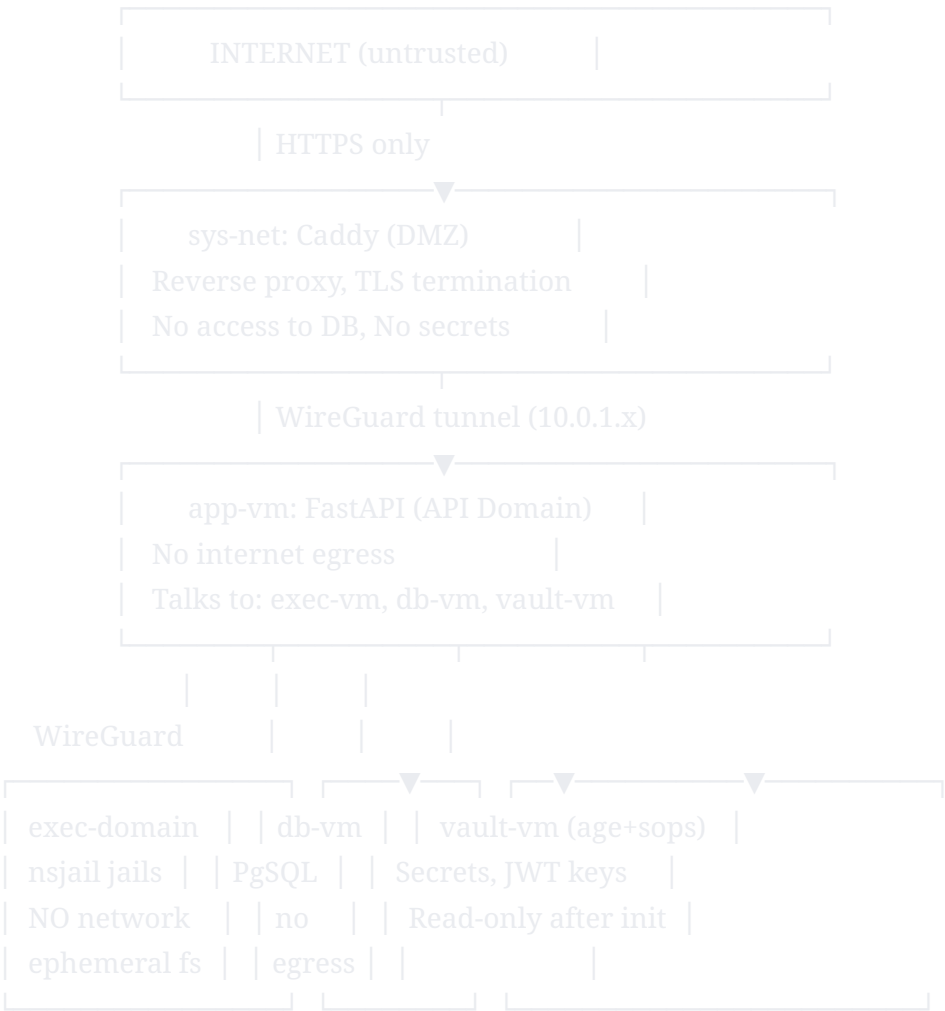 INTERNET (untrusted)
HTTPS only
sys-net: Caddy (DMZ)
Reverse proxy, TLS termination
No access to DB, No secrets
WireGuard tunnel (10.0.1.x)
app-vm: FastAPI (API Domain)
No internet egress
Talks to: exec-vm, db-vm, vault-vm
WireGuard
exec-domain db-vm vault-vm (age+sops)
nsjail jails PgSQL Secrets, JWT keys
NO network no Read-only after init
ephemeral fs egress